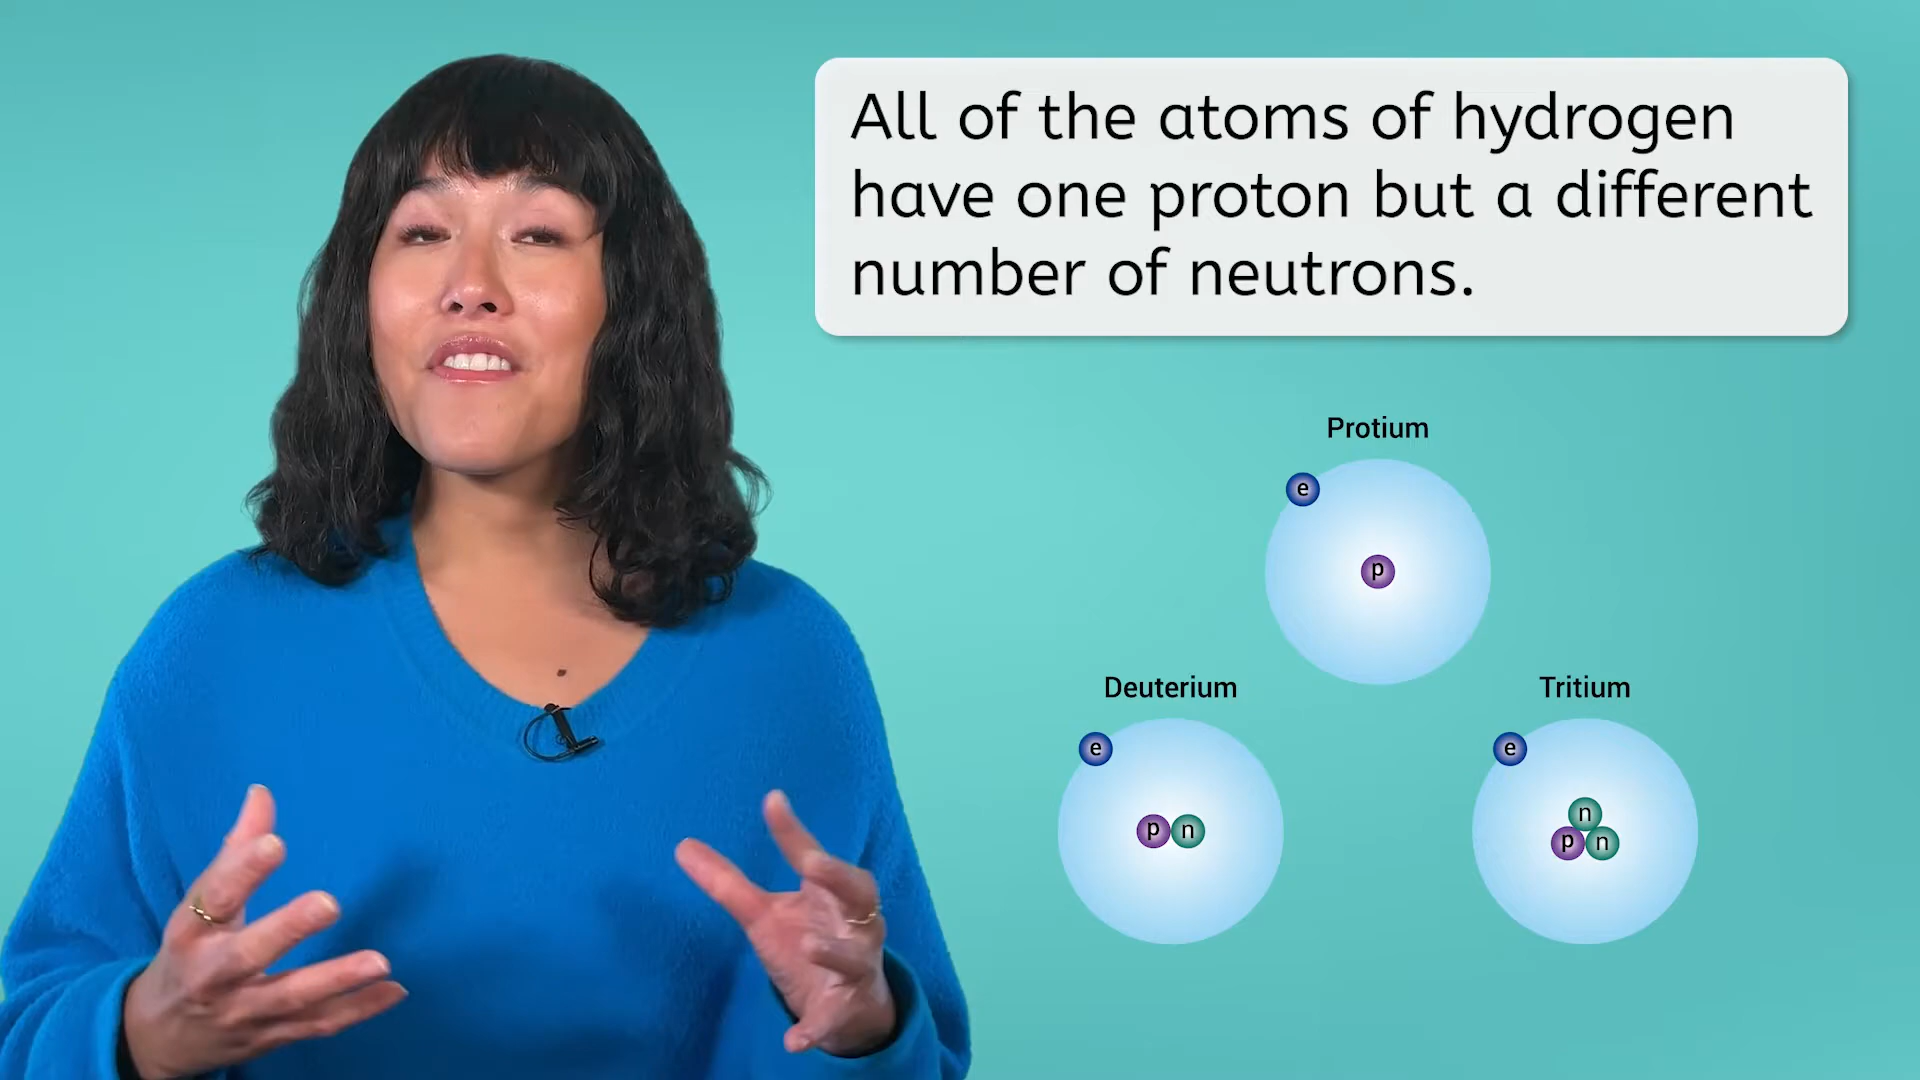 All of the atoms of hydrogen
have one proton but a different
number of neutrons.
Protium
e
p
Deuterium
e
p n
Tritium
e
n
p n